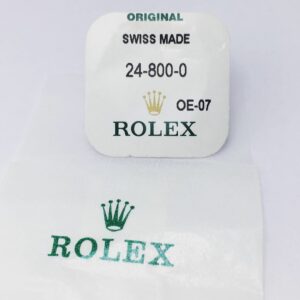 ORIGINAL
SWISS MADE
24-800-0
OE-07
ROLEX
ROLEX